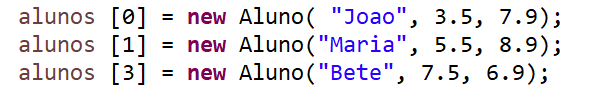 alunos [0] = new Aluno( "Joao", 3.5, 7.9);
alunos [1] = new Aluno("Maria", 5.5, 8.9);
alunos [3] = new Aluno("Bete", 7.5, 6.9);